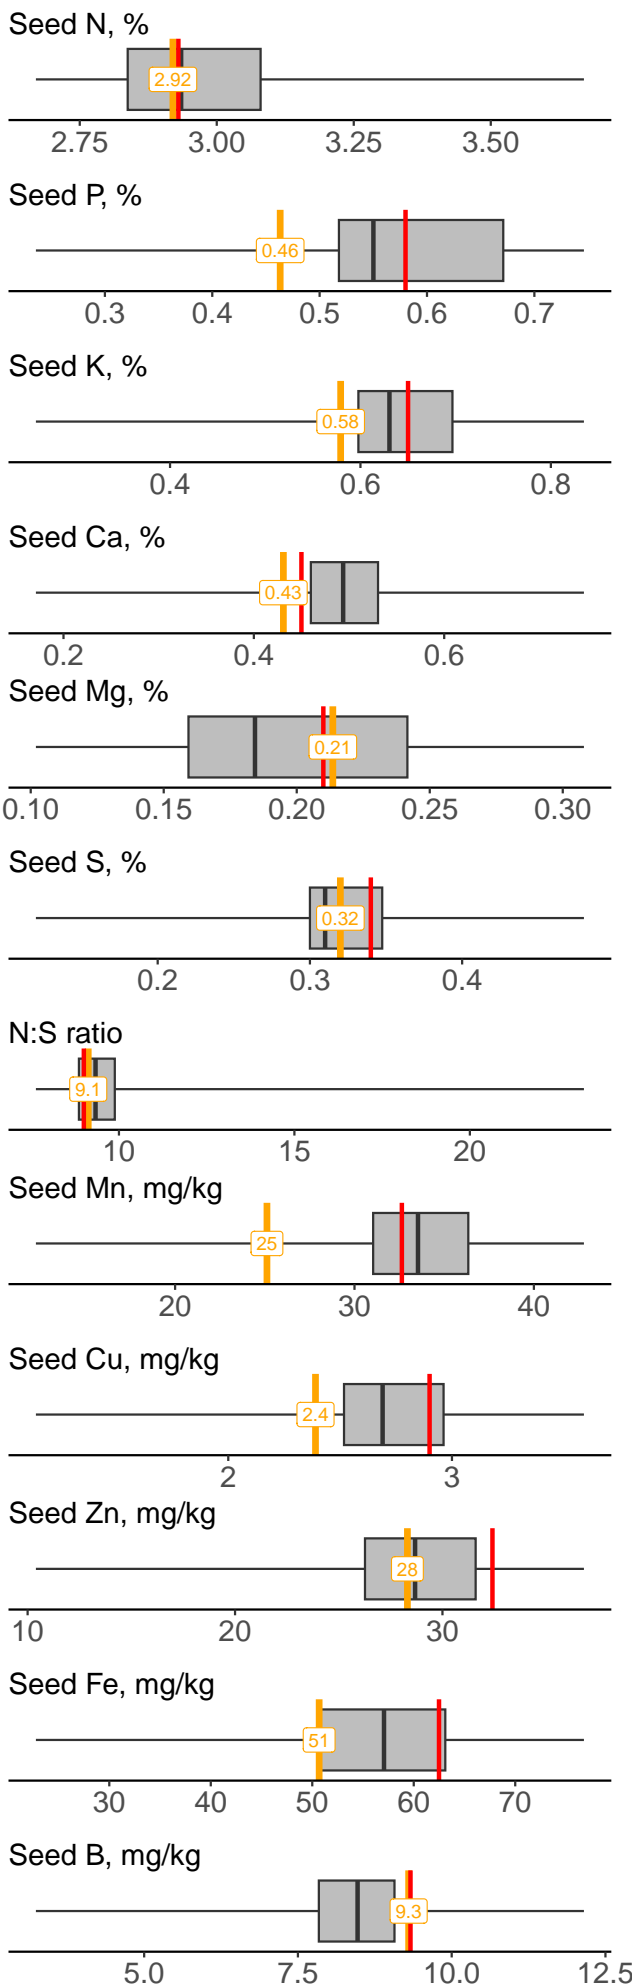 Seed N, %
2.92
2.75 3.00 3.25 3.50
Seed P, %
0.46
0.3 0.4 0.5 0.6 0.7
Seed K, %
0.58
0.4 0.6 0.8
Seed Ca, %
0.43
0.2 0.4 0.6
Seed Mg, %
0.21
0.10 0.15 0.20 0.25 0.30
Seed S, %
0.32
0.2 0.3 0.4
N:S ratio
9.1
10 15 20
Seed Mn, mg/kg
25
20 30 40
Seed Cu, mg/kg
2.4
2 3
Seed Zn, mg/kg
28
10 20 30
Seed Fe, mg/kg
51
30 40 50 60 70
Seed B, mg/kg
9.3
5.0 7.5 10.0 12.5